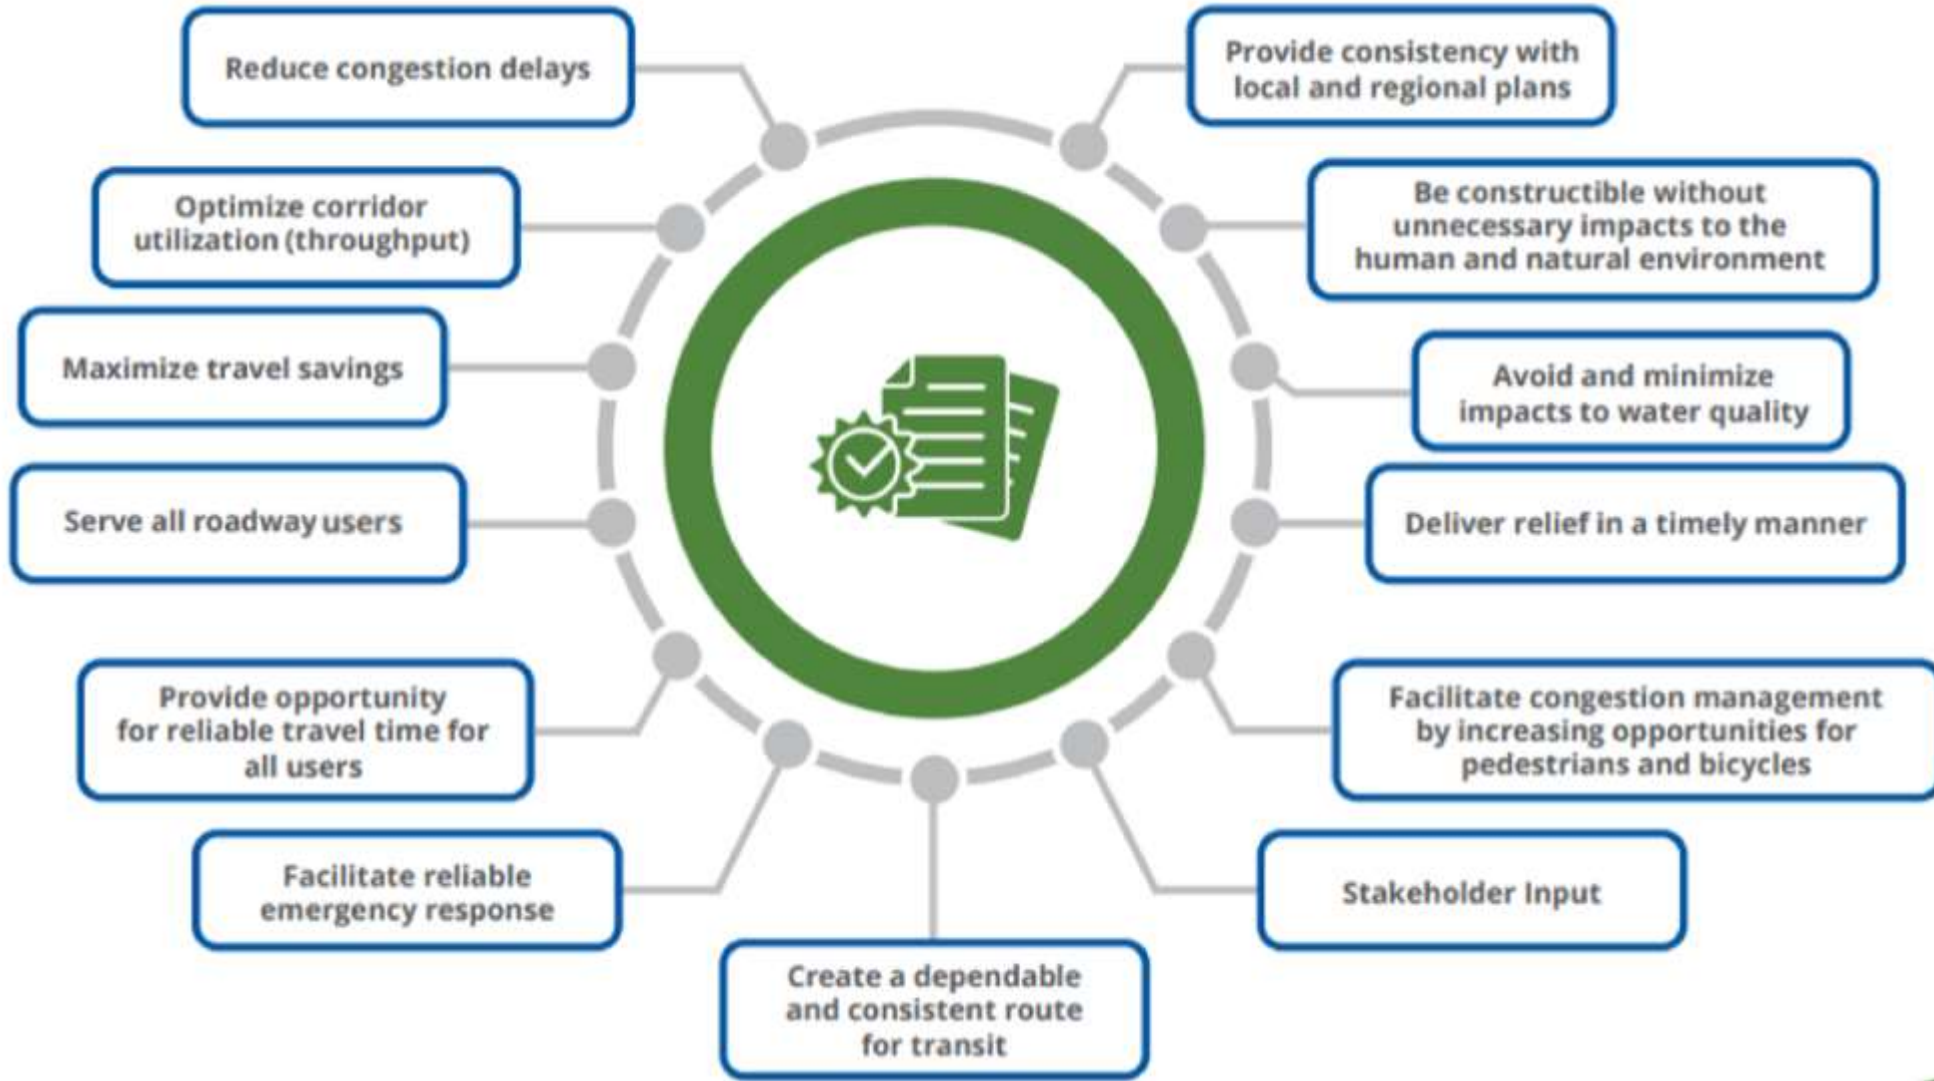 Reduce congestion delays
Optimize corridor
utilization (throughput)
Maximize travel savings
Serve all roadway users
Provide opportunity
for reliable travel time for
all users
Facilitate reliable
emergency response
Create a dependable
and consistent route
for transit
Provide consistency with
local and regional plans
Be constructible without
unnecessary impacts to the
human and natural environment
Avoid and minimize
impacts to water quality
Deliver relief in a timely manner
Facilitate congestion management
by increasing opportunities for
pedestrians and bicycles
Stakeholder Input